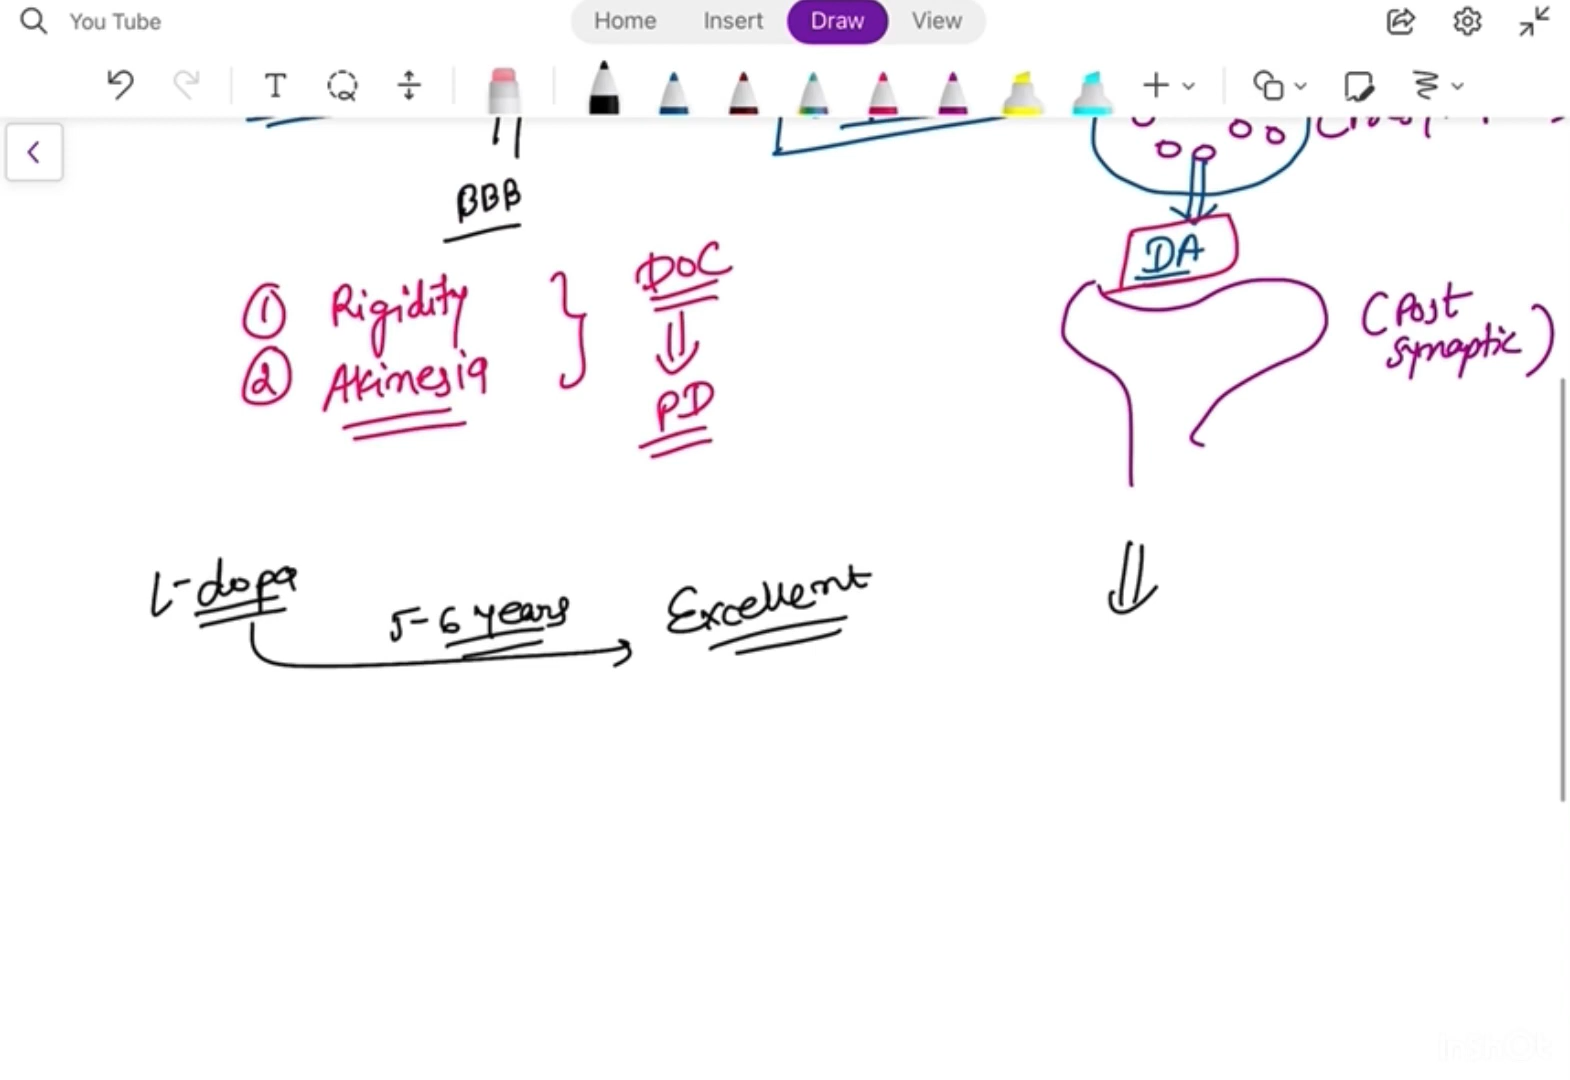 You Tube
Home Insert Draw View
T
BBB
DA
① Rigidity
② Akinesia
DOC
PD
(Post
synaptic)
L-dopa
5-6 years
Excellent
InShOt